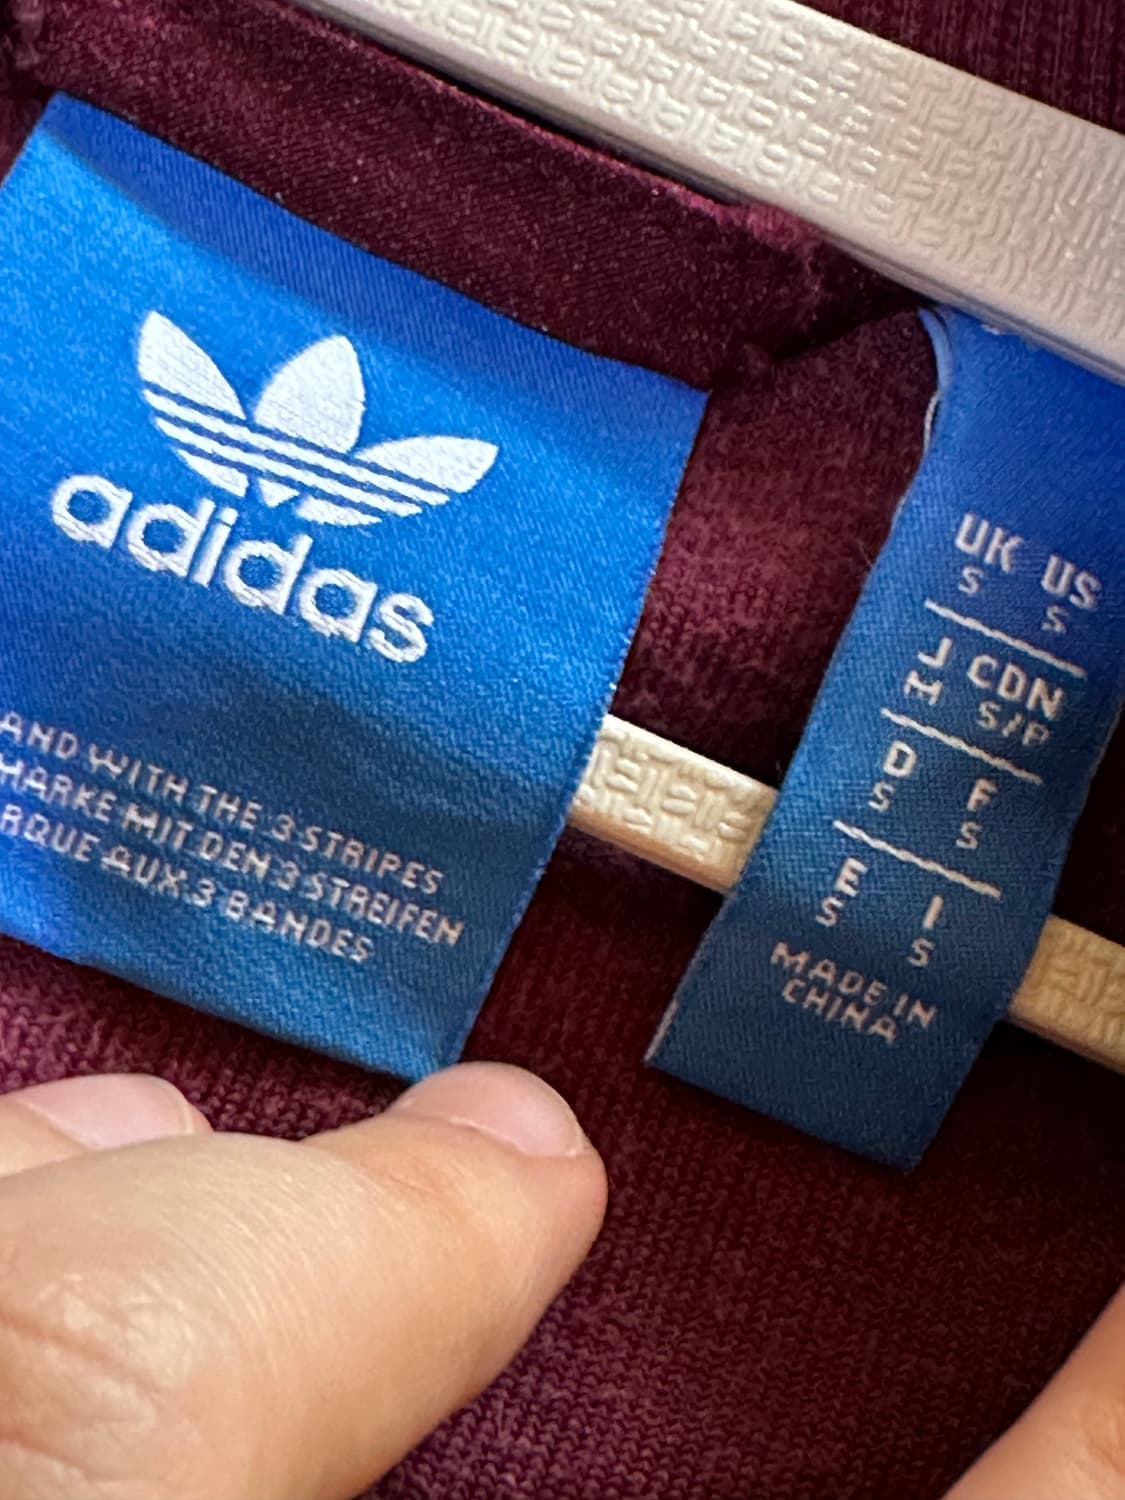 adidas
AND WITH THE 3 STRIPES
MARKE MIT DEN 3 STREIFEN
RQUE AUX 3 BANDES
UK US
S S
J CDN
M S/P
D F
S S
E I
S S
MADE IN
CHINA